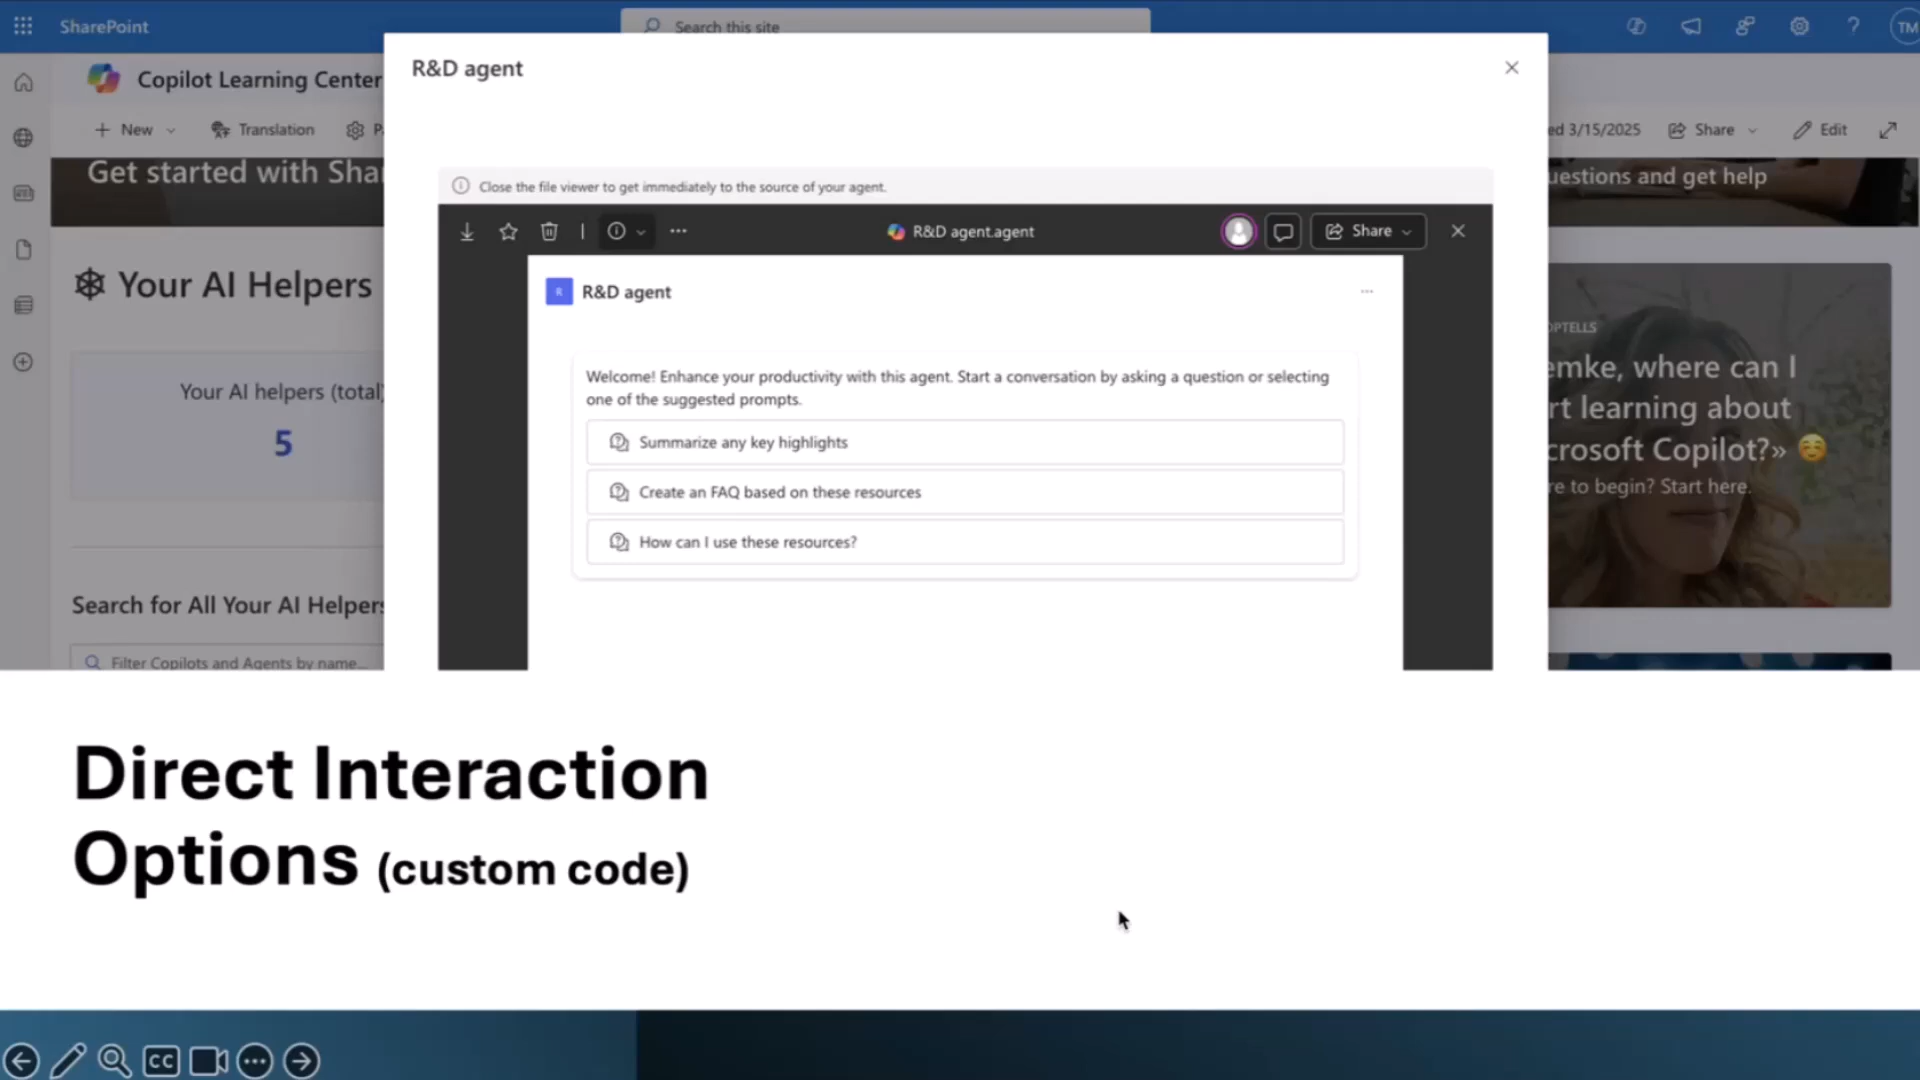 SharePoint
Search this site
TM
Copilot Learning Center
New
Translation
ed 3/15/2025
Share
Edit
Get started with Sha
uestions and get help
R&D agent
Close the file viewer to get immediately to the source of your agent.
R&D agent.agent
Share
R
R&D agent
Welcome! Enhance your productivity with this agent. Start a conversation by asking a question or selecting
one of the suggested prompts.
Summarize any key highlights
Create an FAQ based on these resources
How can I use these resources?
Your AI Helpers
Your AI helpers (total)
5
Search for All Your AI Helpers
Filter Copilots and Agents by name...
OPTELLS
emke, where can I
rt learning about
crosoft Copilot?» ☺️
re to begin? Start here.
Direct Interaction
Options (custom code)
CC